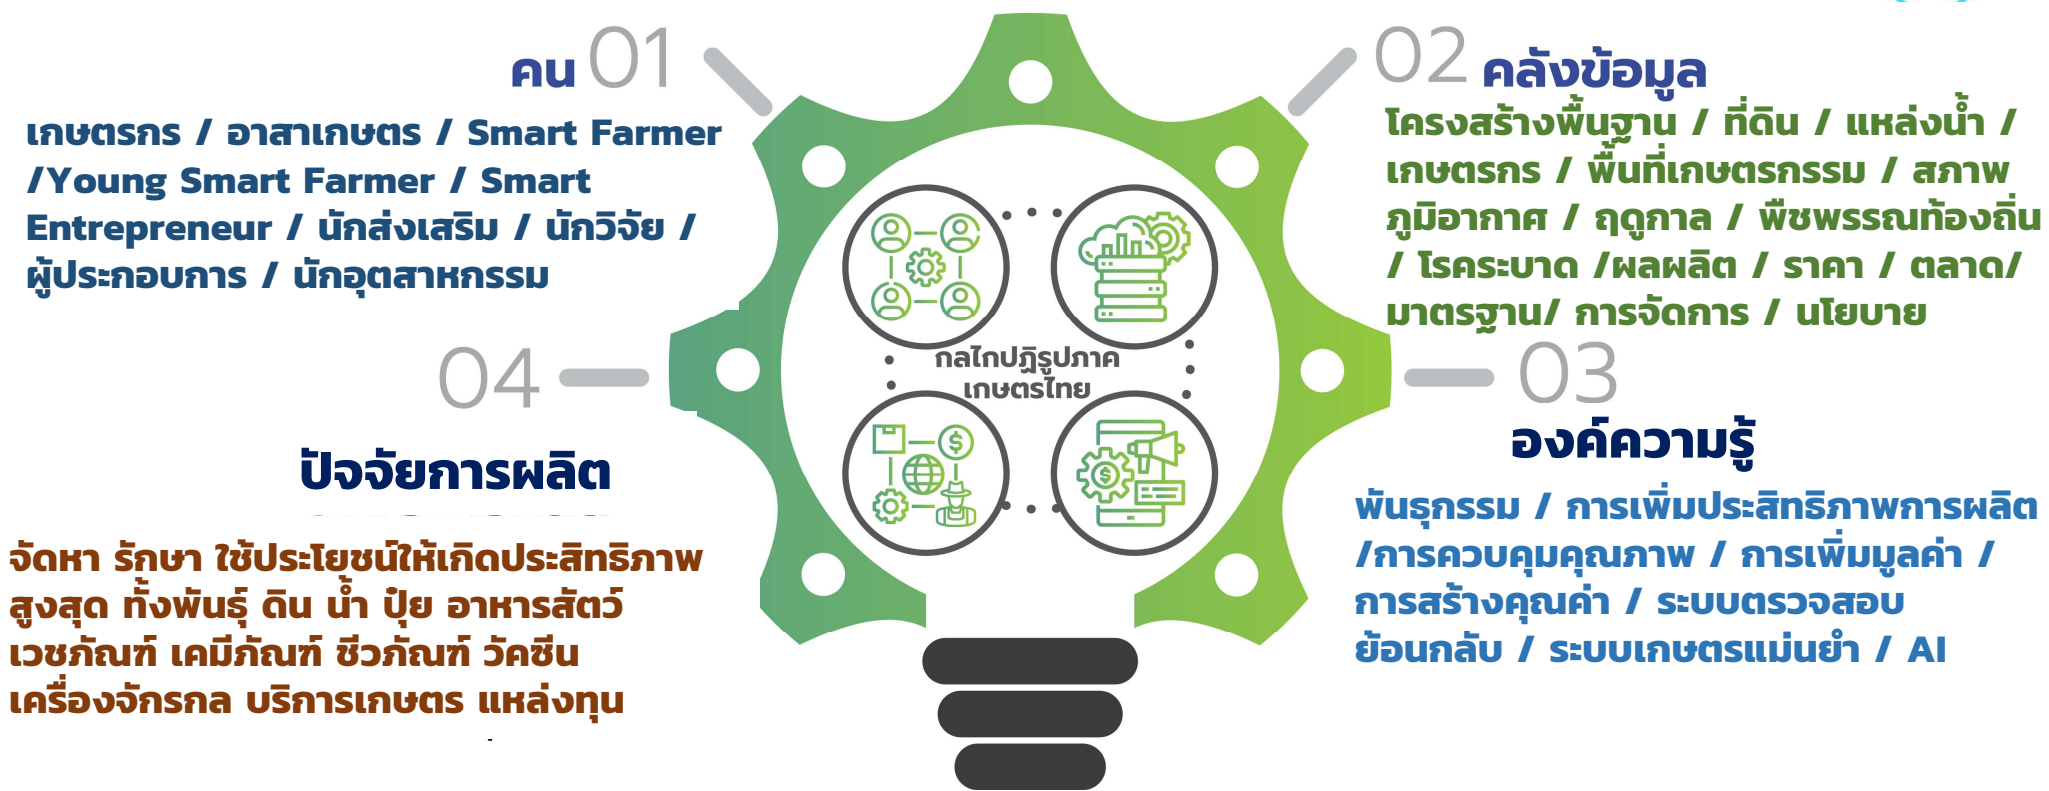 01
คน
เกษตรกร / อาสาเกษตร / Smart Farmer
/Young Smart Farmer / Smart
Entrepreneur / นักส่งเสริม / นักวิจัย /
ผู้ประกอบการ / นักอุตสาหกรรม
02
คลังข้อมูล
โครงสร้างพื้นฐาน / ที่ดิน / แหล่งน้ำ /
เกษตรกร / พื้นที่เกษตรกรรม / สภาพ
ภูมิอากาศ / ฤดูกาล / พืชพรรณท้องถิ่น
/ โรคระบาด /ผลผลิต / ราคา / ตลาด/
มาตรฐาน/ การจัดการ / นโยบาย
กลไกปฏิรูปภาค
เกษตรไทย
03
องค์ความรู้
พันธุกรรม / การเพิ่มประสิทธิภาพการผลิต
/การควบคุมคุณภาพ / การเพิ่มมูลค่า /
การสร้างคุณค่า / ระบบตรวจสอบ
ย้อนกลับ / ระบบเกษตรแม่นยำ / AI
04
ปัจจัยการผลิต
จัดหา รักษา ใช้ประโยชน์ให้เกิดประสิทธิภาพ
สูงสุด ทั้งพันธุ์ ดิน น้ำ ปุ๋ย อาหารสัตว์
เวชภัณฑ์ เคมีภัณฑ์ ชีวภัณฑ์ วัคซีน
เครื่องจักรกล บริการเกษตร แหล่งทุน